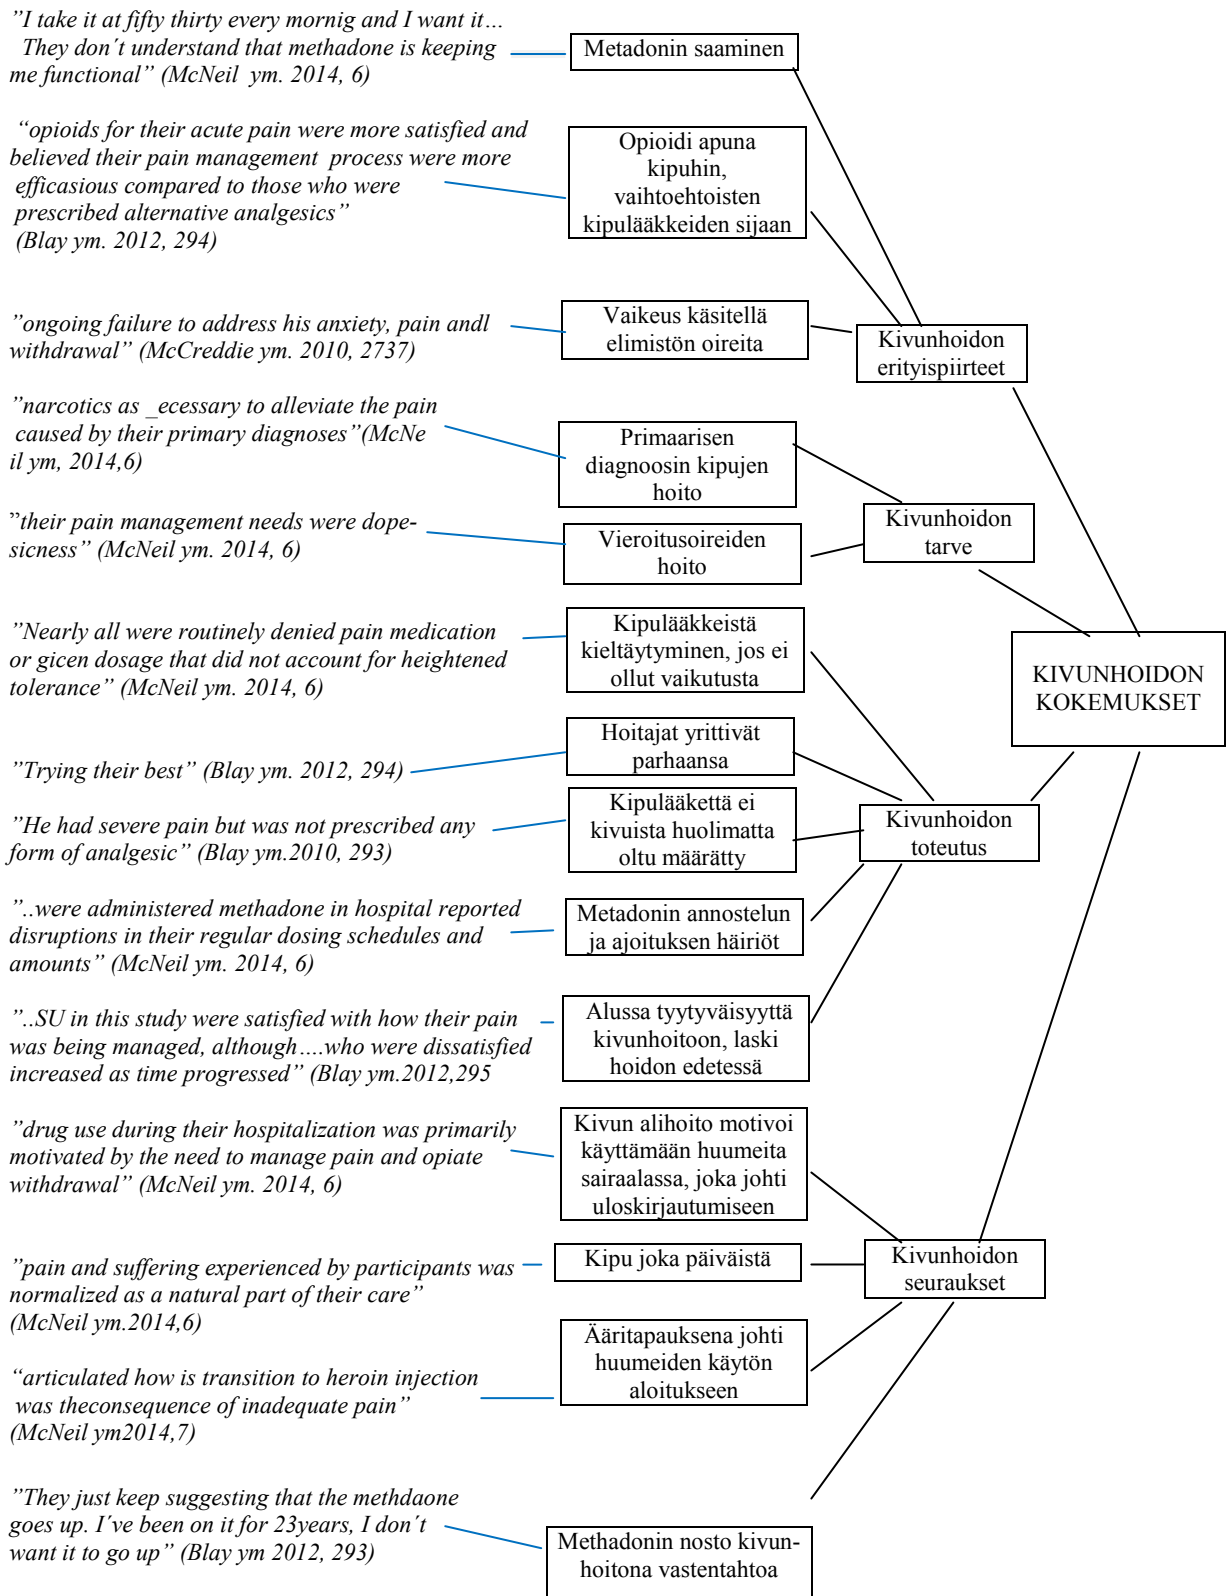 ”I take it at fifty thirty every mornig and I want it…
They don´t understand that methadone is keeping
me functional” (McNeil ym. 2014, 6)
Metadonin saaminen
“opioids for their acute pain were more satisfied and
believed their pain management process were more
efficasious compared to those who were
prescribed alternative analgesics”
(Blay ym. 2012, 294)
Opioidi apuna
kipuhin,
vaihtoehtoisten
kipulääkkeiden sijaan
”ongoing failure to address his anxiety, pain andl
withdrawal” (McCreddie ym. 2010, 2737)
Vaikeus käsitellä
elimistön oireita
Kivunhoidon
erityispiirteet
”narcotics as _ecessary to alleviate the pain
caused by their primary diagnoses”(McNe
il ym, 2014,6)
Primaarisen
diagnoosin kipujen
hoito
”their pain management needs were dope-
sicness” (McNeil ym. 2014, 6)
Vieroitusoireiden
hoito
Kivunhoidon
tarve
”Nearly all were routinely denied pain medication
or gicen dosage that did not account for heightened
tolerance” (McNeil ym. 2014, 6)
Kipulääkkeistä
kieltäytyminen, jos ei
ollut vaikutusta
KIVUNHOIDON
KOKEMUKSET
”Trying their best” (Blay ym. 2012, 294)
Hoitajat yrittivät
parhaansa
”He had severe pain but was not prescribed any
form of analgesic” (Blay ym.2010, 293)
Kipulääkettä ei
kivuista huolimatta
oltu määrätty
Kivunhoidon
toteutus
”..were administered methadone in hospital reported
disruptions in their regular dosing schedules and
amounts” (McNeil ym. 2014, 6)
Metadonin annostelun
ja ajoituksen häiriöt
”..SU in this study were satisfied with how their pain
was being managed, although….who were dissatisfied
increased as time progressed” (Blay ym.2012,295
Alussa tyytyväisyyttä
kivunhoitoon, laski
hoidon edetessä
”drug use during their hospitalization was primarily
motivated by the need to manage pain and opiate
withdrawal” (McNeil ym. 2014, 6)
Kivun alihoito motivoi
käyttämään huumeita
sairaalassa, joka johti
uloskirjautumiseen
”pain and suffering experienced by participants was
normalized as a natural part of their care”
(McNeil ym.2014,6)
Kipu joka päiväistä
Kivunhoidon
seuraukset
“articulated how is transition to heroin injection
was theconsequence of inadequate pain”
(McNeil ym2014,7)
Ääritapauksena johti
huumeiden käytön
aloitukseen
”They just keep suggesting that the methdaone
goes up. I´ve been on it for 23years, I don´t
want it to go up” (Blay ym 2012, 293)
Methadonin nosto kivun-
hoitona vastentahtoa